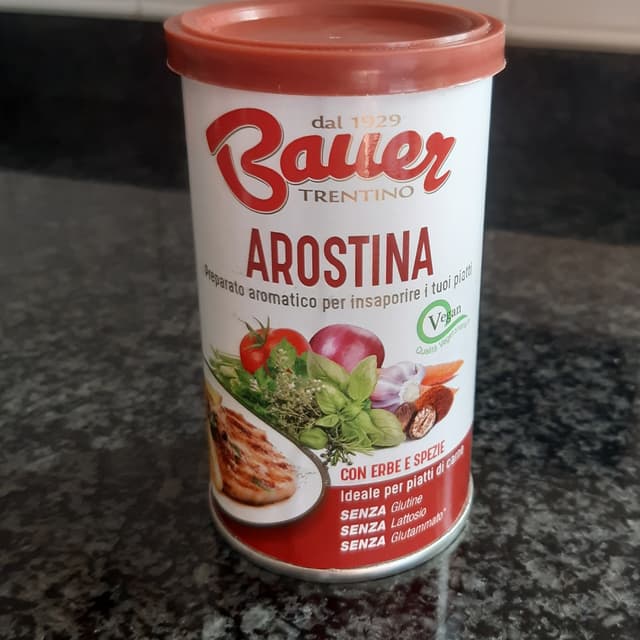 dal 1929
Bauer
TRENTINO
AROSTINA
Preparato aromatico per insaporire i tuoi piatti
Vegan
CON ERBE E SPEZIE
Ideale per piatti di carne
SENZA Glutine
SENZA Lattosio
SENZA Glutammato*